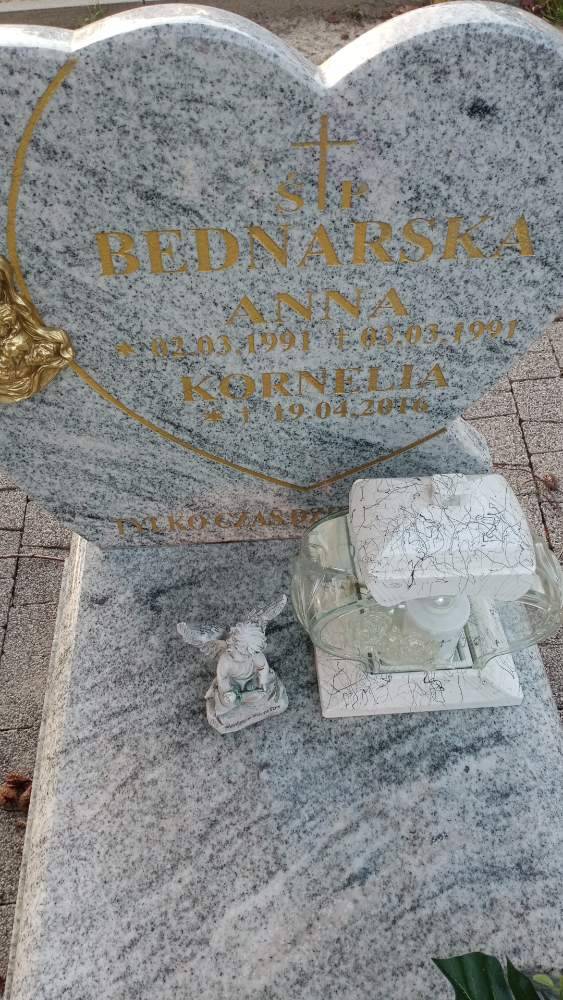 Ś P
BEDNARSKA
ANNA
* 02.03.1991 † 03.03.1991
KORNELIA
* † 19.04.2016
TYLKO CZAS